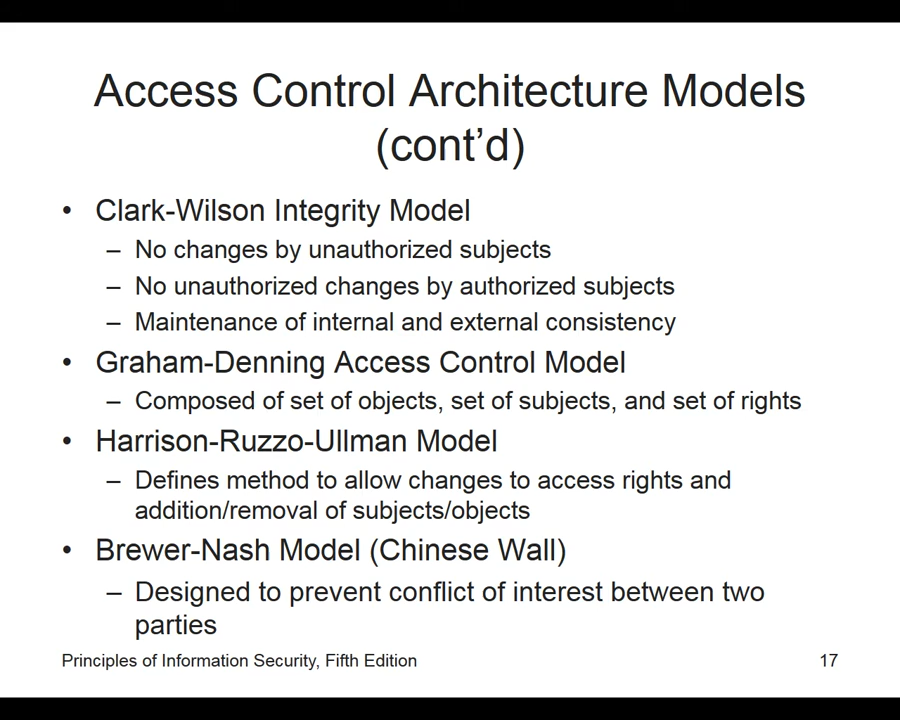 Access Control Architecture Models
(cont’d)
• Clark-Wilson Integrity Model
– No changes by unauthorized subjects
– No unauthorized changes by authorized subjects
– Maintenance of internal and external consistency
• Graham-Denning Access Control Model
– Composed of set of objects, set of subjects, and set of rights
• Harrison-Ruzzo-Ullman Model
– Defines method to allow changes to access rights and
addition/removal of subjects/objects
• Brewer-Nash Model (Chinese Wall)
– Designed to prevent conflict of interest between two
parties
Principles of Information Security, Fifth Edition 17